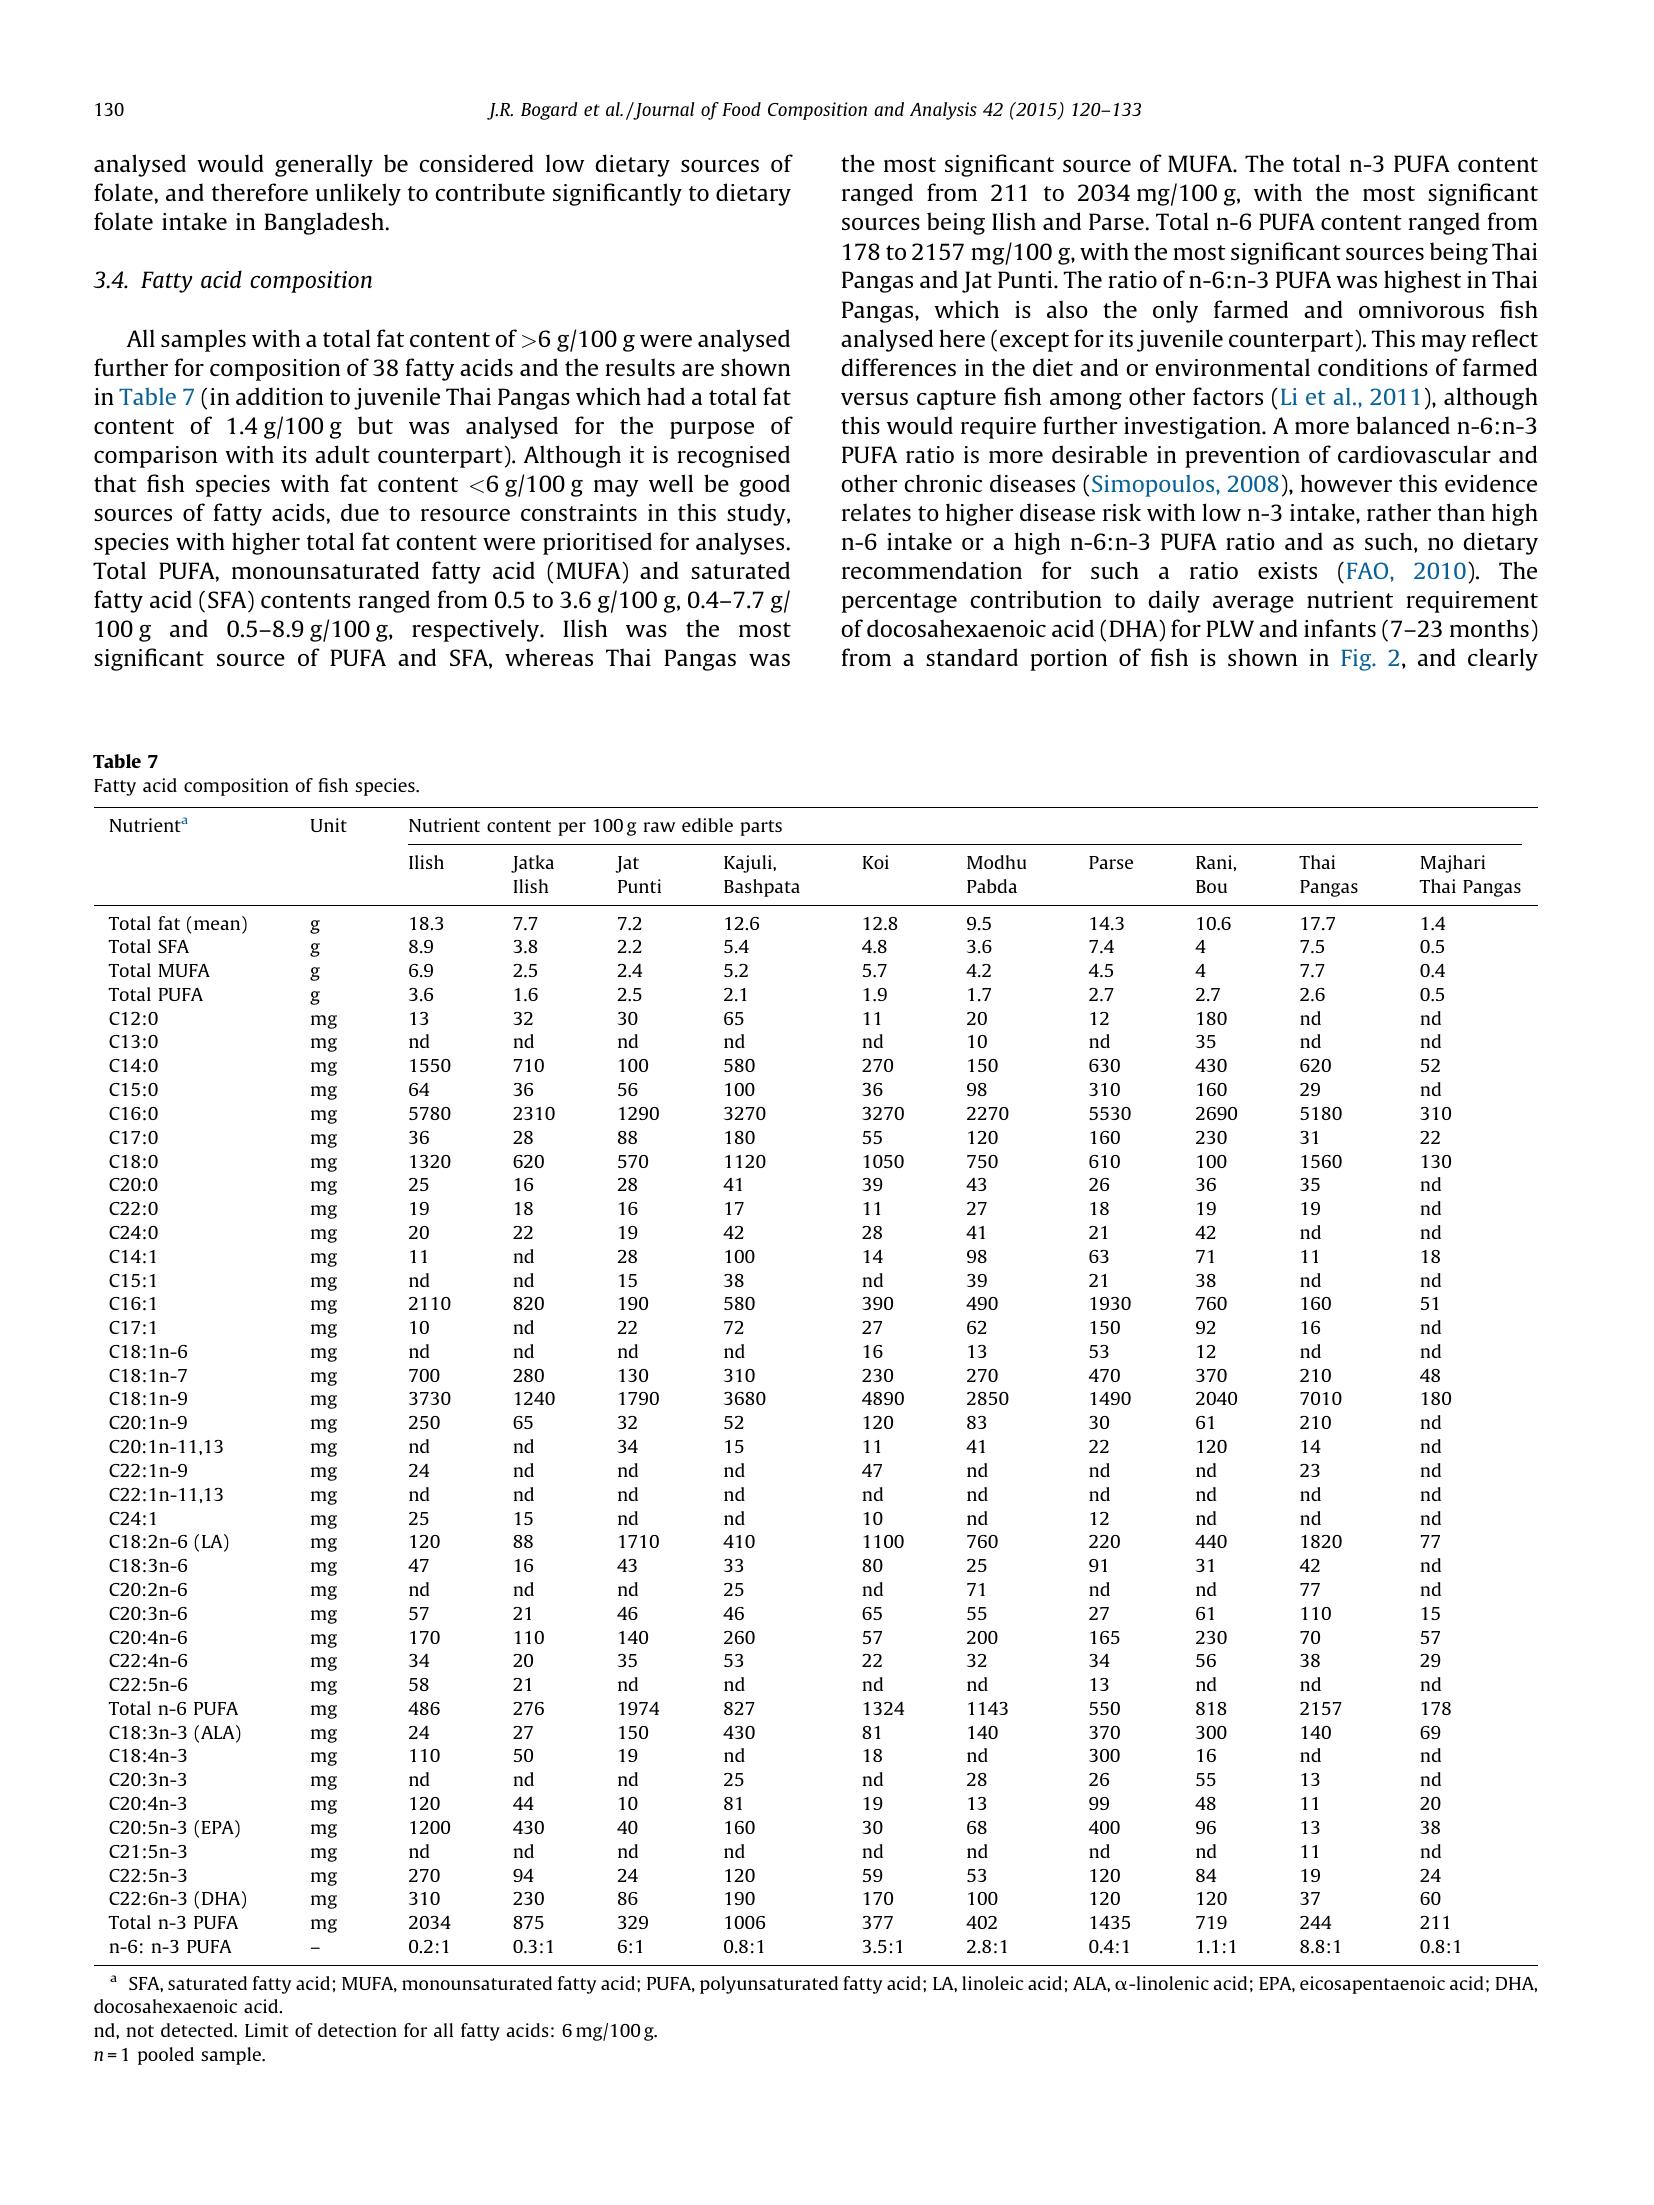 130
J.R. Bogard et al./Journal of Food Composition and Analysis 42 (2015) 120–133
analysed would generally be considered low dietary sources of
folate, and therefore unlikely to contribute significantly to dietary
folate intake in Bangladesh.
3.4. Fatty acid composition
All samples with a total fat content of >6 g/100 g were analysed
further for composition of 38 fatty acids and the results are shown
in Table 7 (in addition to juvenile Thai Pangas which had a total fat
content of 1.4 g/100 g but was analysed for the purpose of
comparison with its adult counterpart). Although it is recognised
that fish species with fat content <6 g/100 g may well be good
sources of fatty acids, due to resource constraints in this study,
species with higher total fat content were prioritised for analyses.
Total PUFA, monounsaturated fatty acid (MUFA) and saturated
fatty acid (SFA) contents ranged from 0.5 to 3.6 g/100 g, 0.4–7.7 g/
100 g and 0.5–8.9 g/100 g, respectively. Ilish was the most
significant source of PUFA and SFA, whereas Thai Pangas was
the most significant source of MUFA. The total n-3 PUFA content
ranged from 211 to 2034 mg/100 g, with the most significant
sources being Ilish and Parse. Total n-6 PUFA content ranged from
178 to 2157 mg/100 g, with the most significant sources being Thai
Pangas and Jat Punti. The ratio of n-6:n-3 PUFA was highest in Thai
Pangas, which is also the only farmed and omnivorous fish
analysed here (except for its juvenile counterpart). This may reflect
differences in the diet and or environmental conditions of farmed
versus capture fish among other factors (Li et al., 2011), although
this would require further investigation. A more balanced n-6:n-3
PUFA ratio is more desirable in prevention of cardiovascular and
other chronic diseases (Simopoulos, 2008), however this evidence
relates to higher disease risk with low n-3 intake, rather than high
n-6 intake or a high n-6:n-3 PUFA ratio and as such, no dietary
recommendation for such a ratio exists (FAO, 2010). The
percentage contribution to daily average nutrient requirement
of docosahexaenoic acid (DHA) for PLW and infants (7–23 months)
from a standard portion of fish is shown in Fig. 2, and clearly
Table 7
Fatty acid composition of fish species.
Nutrientᵃ Unit Nutrient content per 100 g raw edible parts
Ilish Jatka Jat Kajuli, Koi Modhu Parse Rani, Thai Majhari
Ilish Punti Bashpata Pabda Bou Pangas Thai Pangas
Total fat (mean) g 18.3 7.7 7.2 12.6 12.8 9.5 14.3 10.6 17.7 1.4
Total SFA g 8.9 3.8 2.2 5.4 4.8 3.6 7.4 4 7.5 0.5
Total MUFA g 6.9 2.5 2.4 5.2 5.7 4.2 4.5 4 7.7 0.4
Total PUFA g 3.6 1.6 2.5 2.1 1.9 1.7 2.7 2.7 2.6 0.5
C12:0 mg 13 32 30 65 11 20 12 180 nd nd
C13:0 mg nd nd nd nd nd 10 nd 35 nd nd
C14:0 mg 1550 710 100 580 270 150 630 430 620 52
C15:0 mg 64 36 56 100 36 98 310 160 29 nd
C16:0 mg 5780 2310 1290 3270 3270 2270 5530 2690 5180 310
C17:0 mg 36 28 88 180 55 120 160 230 31 22
C18:0 mg 1320 620 570 1120 1050 750 610 100 1560 130
C20:0 mg 25 16 28 41 39 43 26 36 35 nd
C22:0 mg 19 18 16 17 11 27 18 19 19 nd
C24:0 mg 20 22 19 42 28 41 21 42 nd nd
C14:1 mg 11 nd 28 100 14 98 63 71 11 18
C15:1 mg nd nd 15 38 nd 39 21 38 nd nd
C16:1 mg 2110 820 190 580 390 490 1930 760 160 51
C17:1 mg 10 nd 22 72 27 62 150 92 16 nd
C18:1n-6 mg nd nd nd nd 16 13 53 12 nd nd
C18:1n-7 mg 700 280 130 310 230 270 470 370 210 48
C18:1n-9 mg 3730 1240 1790 3680 4890 2850 1490 2040 7010 180
C20:1n-9 mg 250 65 32 52 120 83 30 61 210 nd
C20:1n-11,13 mg nd nd 34 15 11 41 22 120 14 nd
C22:1n-9 mg 24 nd nd nd 47 nd nd nd 23 nd
C22:1n-11,13 mg nd nd nd nd nd nd nd nd nd nd
C24:1 mg 25 15 nd nd 10 nd 12 nd nd nd
C18:2n-6 (LA) mg 120 88 1710 410 1100 760 220 440 1820 77
C18:3n-6 mg 47 16 43 33 80 25 91 31 42 nd
C20:2n-6 mg nd nd nd 25 nd 71 nd nd 77 nd
C20:3n-6 mg 57 21 46 46 65 55 27 61 110 15
C20:4n-6 mg 170 110 140 260 57 200 165 230 70 57
C22:4n-6 mg 34 20 35 53 22 32 34 56 38 29
C22:5n-6 mg 58 21 nd nd nd nd 13 nd nd nd
Total n-6 PUFA mg 486 276 1974 827 1324 1143 550 818 2157 178
C18:3n-3 (ALA) mg 24 27 150 430 81 140 370 300 140 69
C18:4n-3 mg 110 50 19 nd 18 nd 300 16 nd nd
C20:3n-3 mg nd nd nd 25 nd 28 26 55 13 nd
C20:4n-3 mg 120 44 10 81 19 13 99 48 11 20
C20:5n-3 (EPA) mg 1200 430 40 160 30 68 400 96 13 38
C21:5n-3 mg nd nd nd nd nd nd nd nd 11 nd
C22:5n-3 mg 270 94 24 120 59 53 120 84 19 24
C22:6n-3 (DHA) mg 310 230 86 190 170 100 120 120 37 60
Total n-3 PUFA mg 2034 875 329 1006 377 402 1435 719 244 211
n-6: n-3 PUFA – 0.2:1 0.3:1 6:1 0.8:1 3.5:1 2.8:1 0.4:1 1.1:1 8.8:1 0.8:1
ᵃ SFA, saturated fatty acid; MUFA, monounsaturated fatty acid; PUFA, polyunsaturated fatty acid; LA, linoleic acid; ALA, α-linolenic acid; EPA, eicosapentaenoic acid; DHA,
docosahexaenoic acid.
nd, not detected. Limit of detection for all fatty acids: 6 mg/100 g.
n = 1 pooled sample.